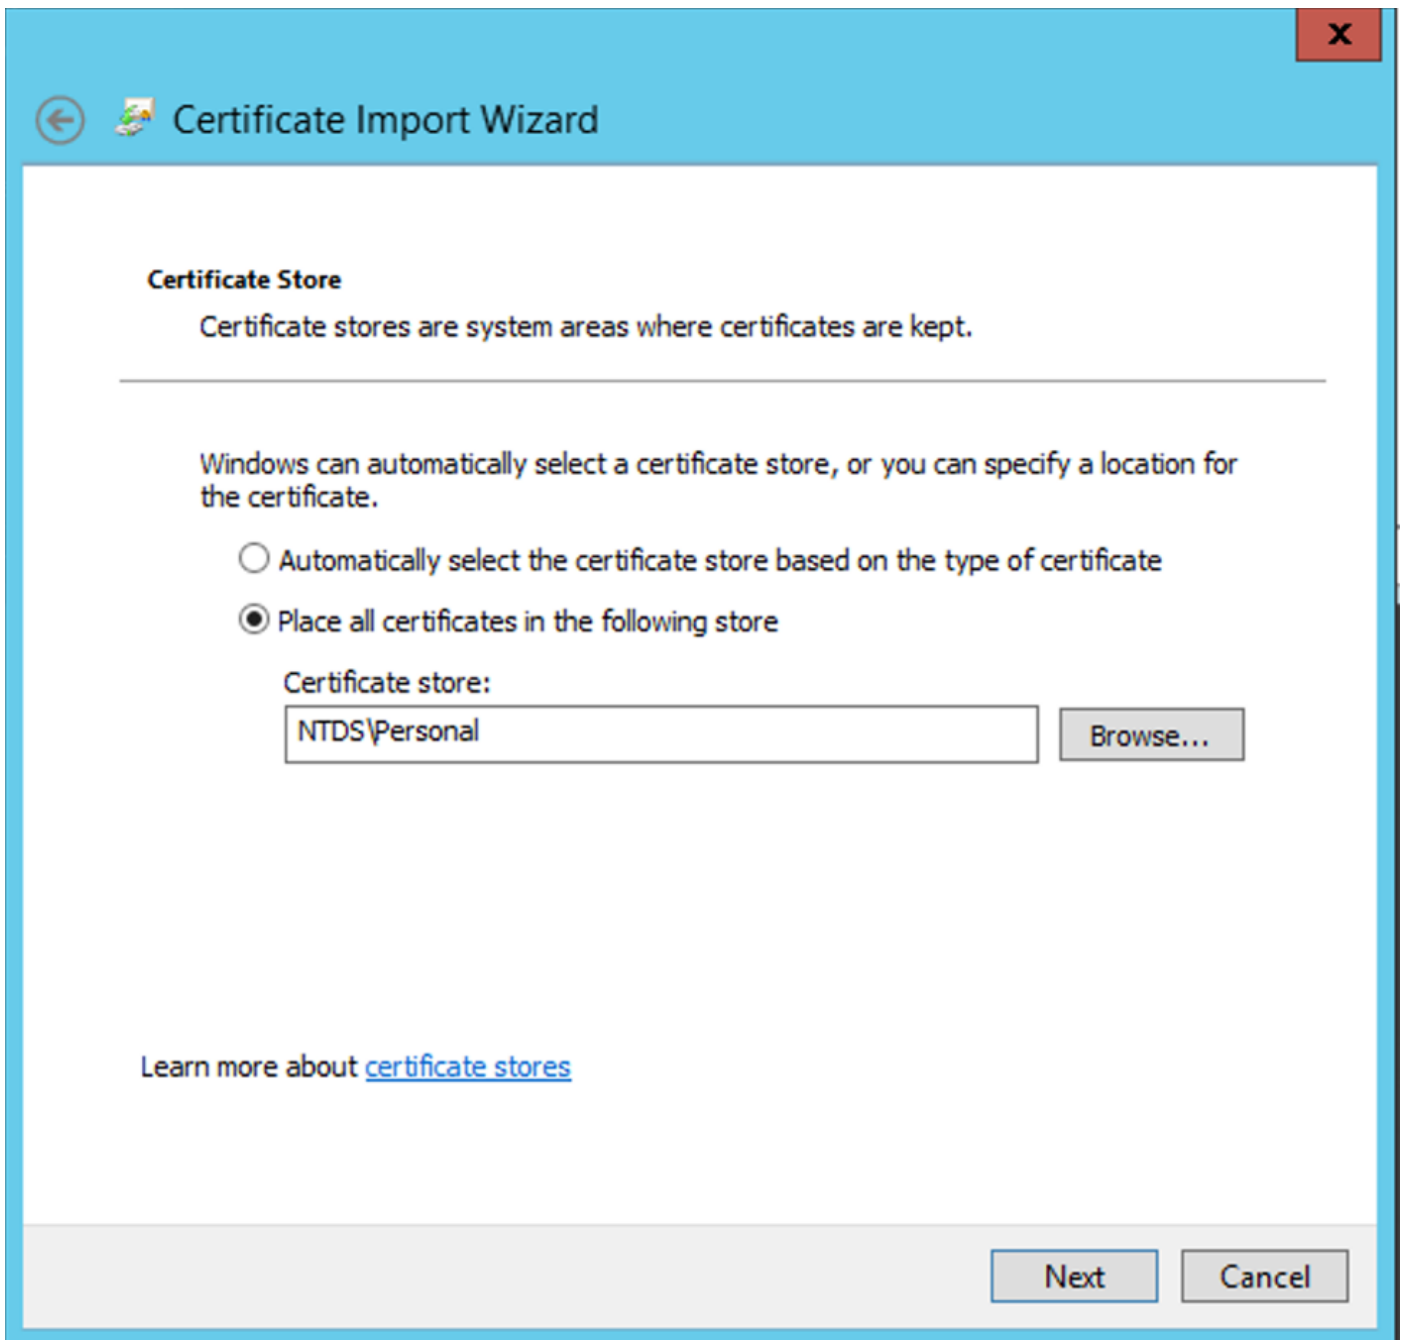 x
Certificate Import Wizard
Certificate Store
Certificate stores are system areas where certificates are kept.
Windows can automatically select a certificate store, or you can specify a location for
the certificate.
Automatically select the certificate store based on the type of certificate
Place all certificates in the following store
Certificate store:
NTDS\Personal
Browse...
Learn more about certificate stores
Next
Cancel